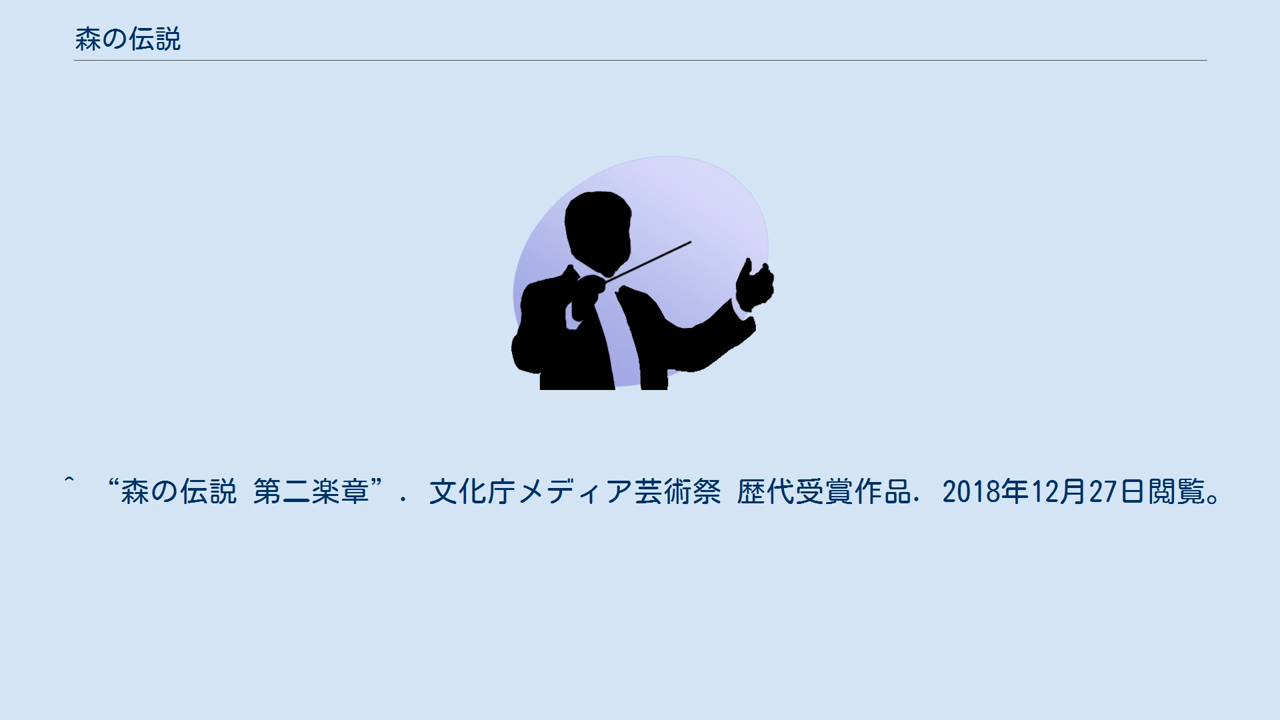 森の伝説
^ “森の伝説 第二楽章”. 文化庁メディア芸術祭 歴代受賞作品. 2018年12月27日閲覧。